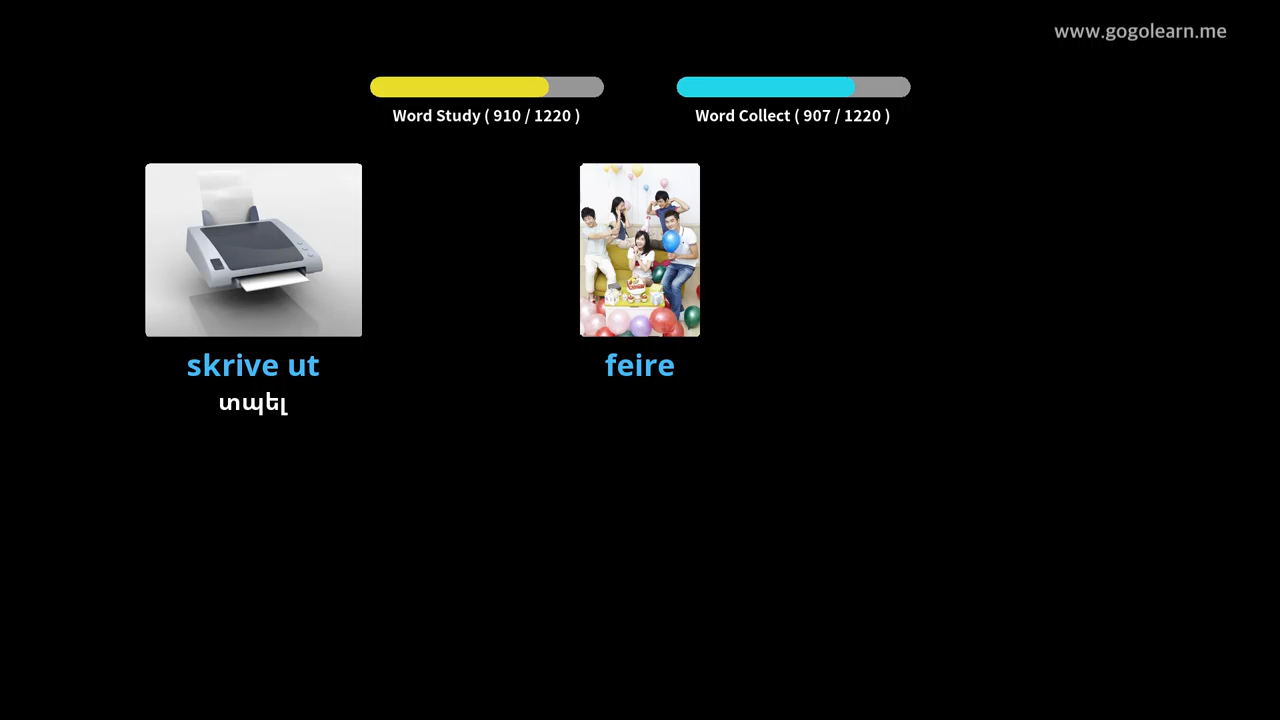 www.gogolearn.me
Word Study ( 910 / 1220 )
Word Collect ( 907 / 1220 )
skrive ut
տպել
feire